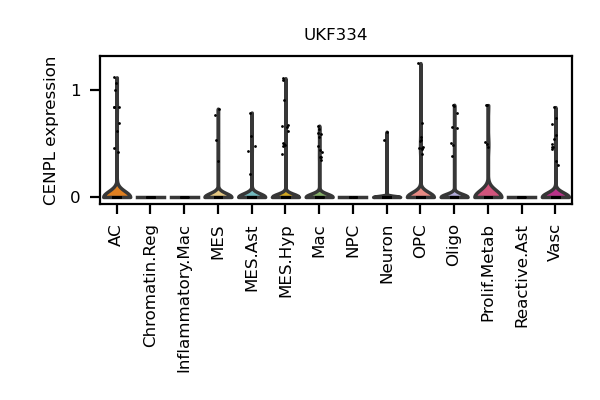 UKF334
CENPL expression
1
0
AC
Chromatin.Reg
Inflammatory.Mac
MES
MES.Ast
MES.Hyp
Mac
NPC
Neuron
OPC
Oligo
Prolif.Metab
Reactive.Ast
Vasc